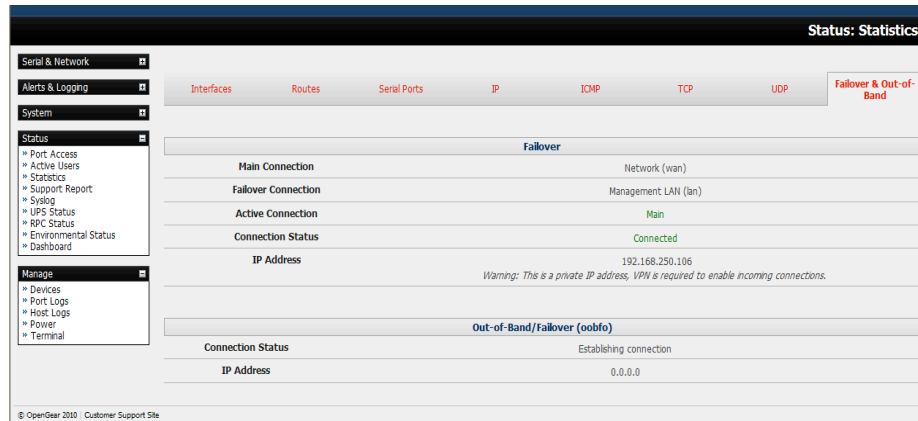 Status: Statistics
Serial & Network
Alerts & Logging
System
Status
» Port Access
» Active Users
» Statistics
» Support Report
» Syslog
» UPS Status
» RPC Status
» Environmental Status
» Dashboard
Manage
» Devices
» Port Logs
» Host Logs
» Power
» Terminal
Interfaces Routes Serial Ports IP ICMP TCP UDP Failover & Out-of-
Band
Failover
Main Connection Network (wan)
Failover Connection Management LAN (lan)
Active Connection Main
Connection Status Connected
IP Address 192.168.250.106
Warning: This is a private IP address, VPN is required to enable incoming connections.
Out-of-Band/Failover (oobfo)
Connection Status Establishing connection
IP Address 0.0.0.0
© OpenGear 2010 | Customer Support Site